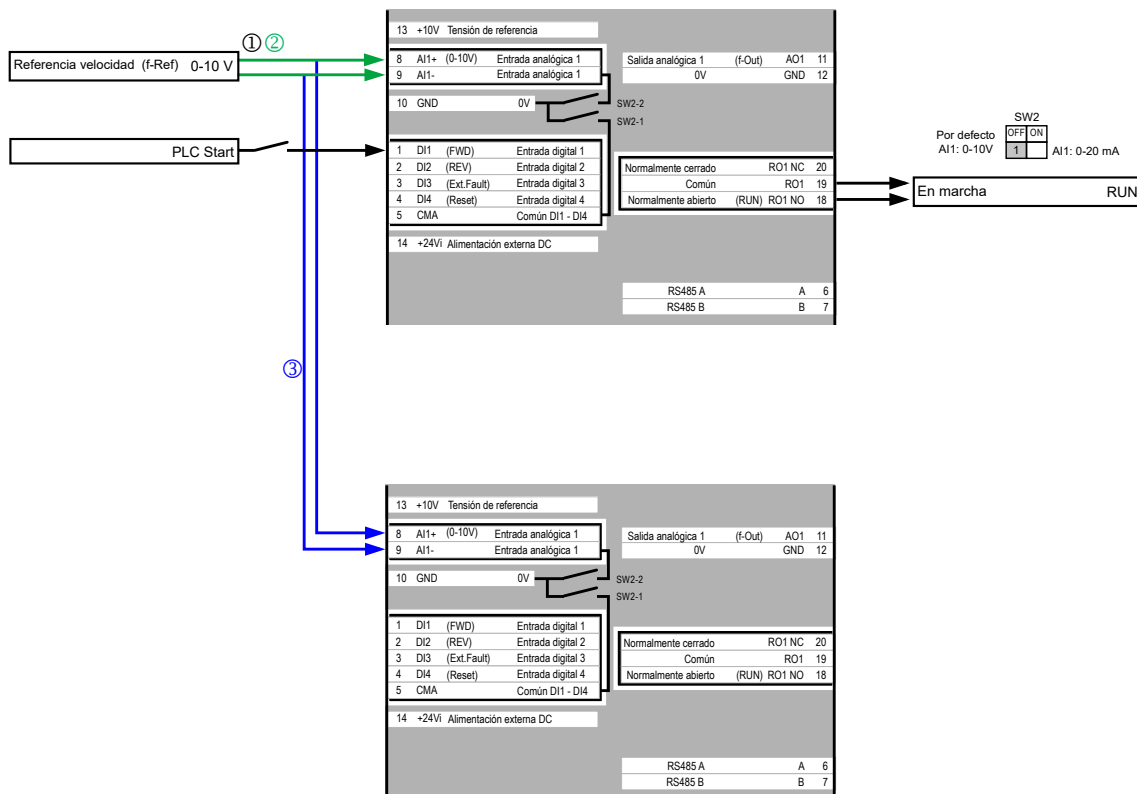 ① ②
Referencia velocidad (f-Ref) 0-10 V
PLC Start
13 +10V Tensión de referencia
8 AI1+ (0-10V) Entrada analógica 1
9 AI1- Entrada analógica 1
10 GND 0V
SW2-2
SW2-1
1 DI1 (FWD) Entrada digital 1
2 DI2 (REV) Entrada digital 2
3 DI3 (Ext.Fault) Entrada digital 3
4 DI4 (Reset) Entrada digital 4
5 CMA Común DI1 - DI4
14 +24Vi Alimentación externa DC
Salida analógica 1 (f-Out) AO1 11
0V GND 12
Normalmente cerrado RO1 NC 20
Común RO1 19
Normalmente abierto (RUN) RO1 NO 18
RS485 A A 6
RS485 B B 7
SW2
Por defecto OFF ON
AI1: 0-10V 1 AI1: 0-20 mA
En marcha RUN
③
13 +10V Tensión de referencia
8 AI1+ (0-10V) Entrada analógica 1
9 AI1- Entrada analógica 1
10 GND 0V
SW2-2
SW2-1
1 DI1 (FWD) Entrada digital 1
2 DI2 (REV) Entrada digital 2
3 DI3 (Ext.Fault) Entrada digital 3
4 DI4 (Reset) Entrada digital 4
5 CMA Común DI1 - DI4
14 +24Vi Alimentación externa DC
Salida analógica 1 (f-Out) AO1 11
0V GND 12
Normalmente cerrado RO1 NC 20
Común RO1 19
Normalmente abierto (RUN) RO1 NO 18
RS485 A A 6
RS485 B B 7